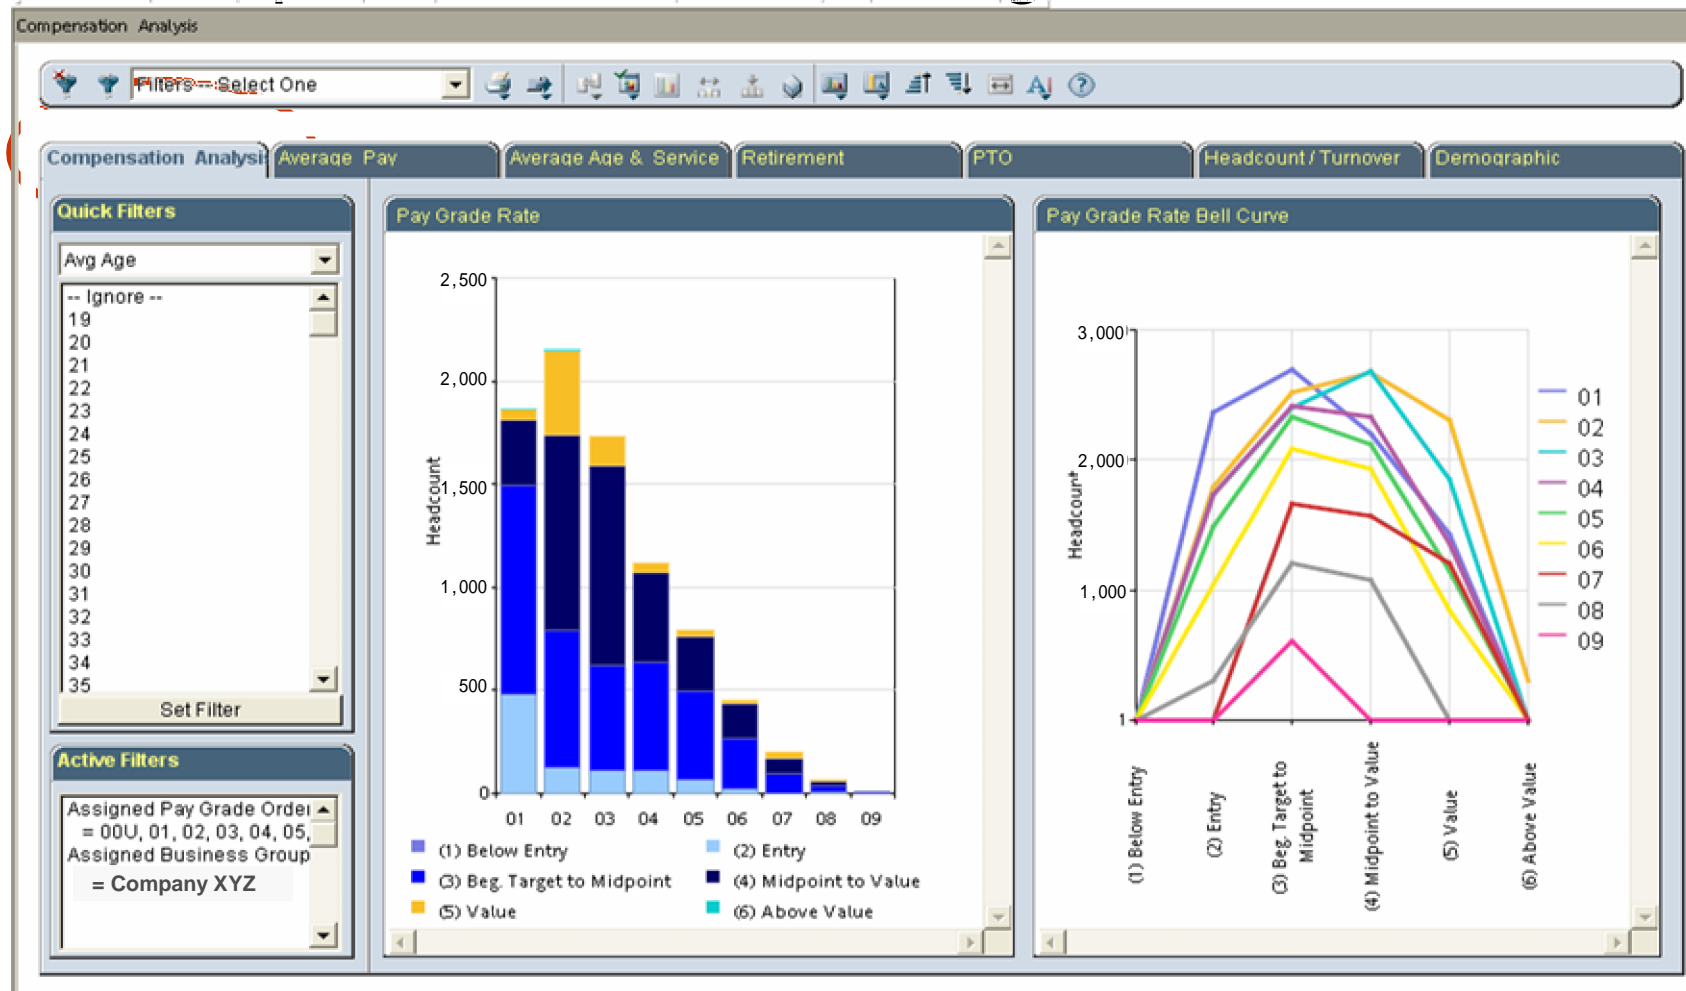 Compensation Analysis
Filters -- Select One
Compensation Analysi
Average Pay
Average Age & Service
Retirement
PTO
Headcount / Turnover
Demographic
Quick Filters
Avg Age
-- Ignore --
19
20
21
22
23
24
25
26
27
28
29
30
31
32
33
34
35
Set Filter
Active Filters
Assigned Pay Grade Order
= 00U, 01, 02, 03, 04, 05,
Assigned Business Group
= Company XYZ
Pay Grade Rate
2,500
2,000
1,500
1,000
500
0
Headcount
01 02 03 04 05 06 07 08 09
(1) Below Entry
(2) Entry
(3) Beg. Target to Midpoint
(4) Midpoint to Value
(5) Value
(6) Above Value
Pay Grade Rate Bell Curve
3,000
2,000
1,000
1
Headcount
(1) Below Entry
(2) Entry
(3) Beg. Target to
Midpoint
(4) Midpoint to Value
(5) Value
(6) Above Value
01
02
03
04
05
06
07
08
09